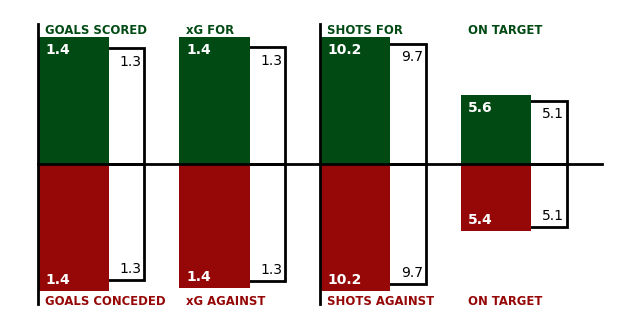 GOALS SCORED xG FOR SHOTS FOR ON TARGET
1.4 1.3 1.4 1.3 10.2 9.7 5.6 5.1
1.4 1.3 1.4 1.3 10.2 9.7 5.4 5.1
GOALS CONCEDED xG AGAINST SHOTS AGAINST ON TARGET